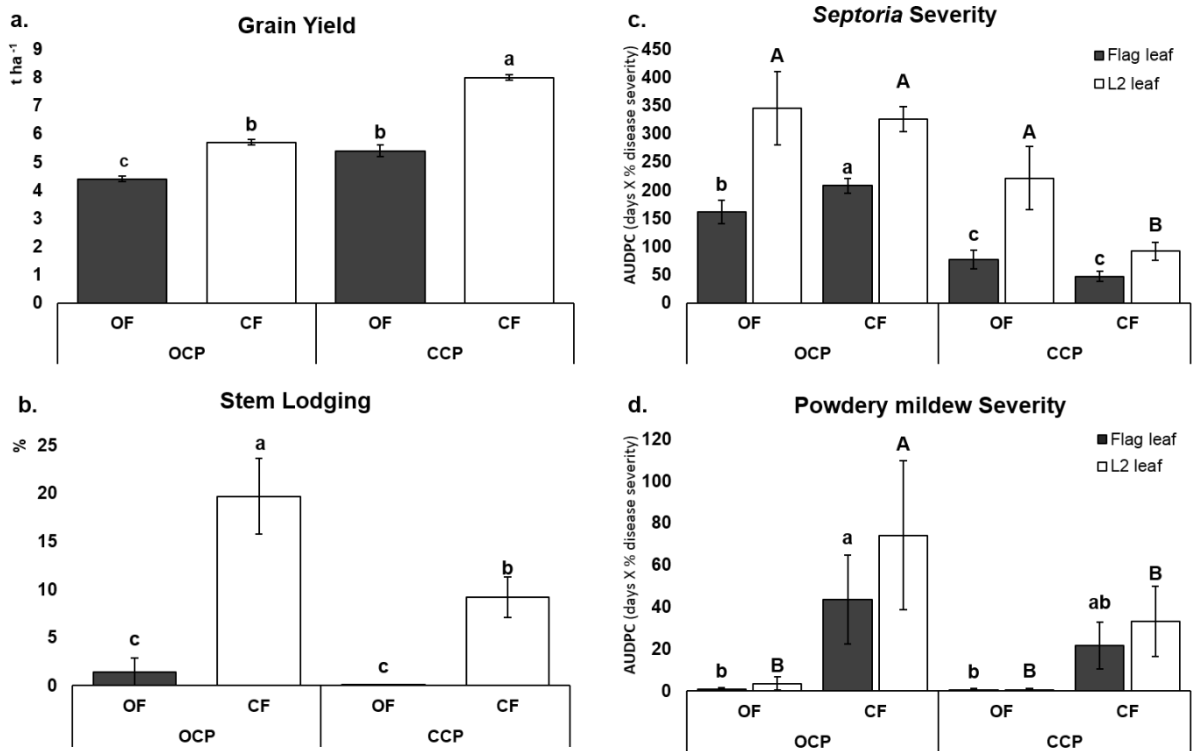 a.
Grain Yield
t ha⁻¹
9
8
7
6
5
4
3
2
1
0
c
b
b
a
OF
CF
OF
CF
OCP
CCP
b.
Stem Lodging
%
25
20
15
10
5
0
c
a
c
b
OF
CF
OF
CF
OCP
CCP
c.
Septoria Severity
AUDPC (days X % disease severity)
450
400
350
300
250
200
150
100
50
0
Flag leaf
L2 leaf
b
A
a
A
c
A
c
B
OF
CF
OF
CF
OCP
CCP
d.
Powdery mildew Severity
AUDPC (days X % disease severity)
120
100
80
60
40
20
0
Flag leaf
L2 leaf
b
B
a
A
b
B
ab
B
OF
CF
OF
CF
OCP
CCP